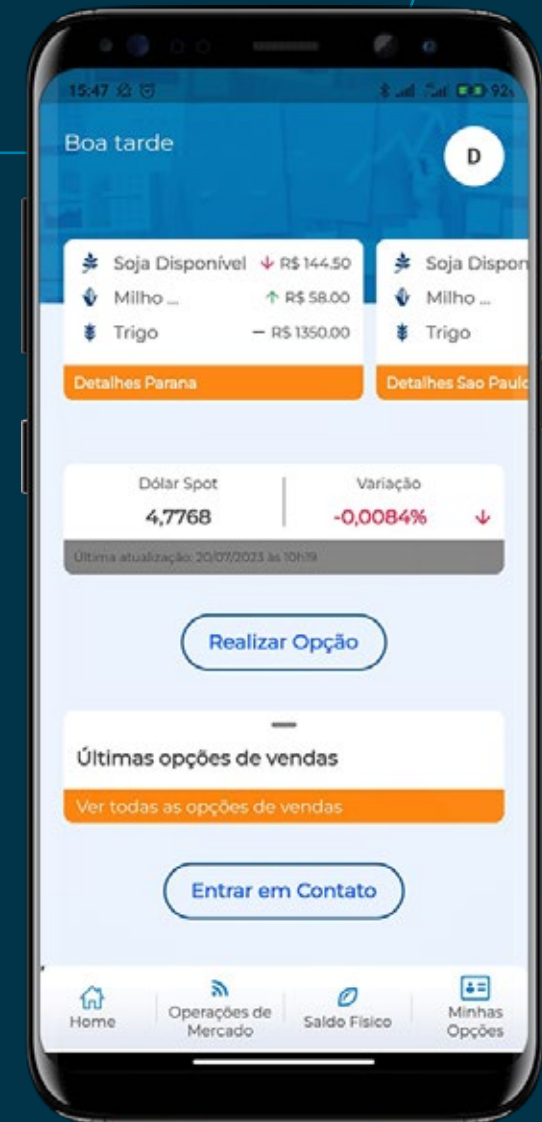 15:47 92
Boa tarde
D
Soja Disponível R$ 144.50
Milho ... R$ 58.00
Trigo R$ 1350.00
Detalhes Parana
Soja Dispon
Milho ...
Trigo
Detalhes Sao Paulo
Dólar Spot
4,7768
Variação
-0,0084%
Última atualização: 20/07/2023 às 10h19
Realizar Opção
Últimas opções de vendas
Ver todas as opções de vendas
Entrar em Contato
Home
Operações de
Mercado
Saldo Físico
Minhas
Opções